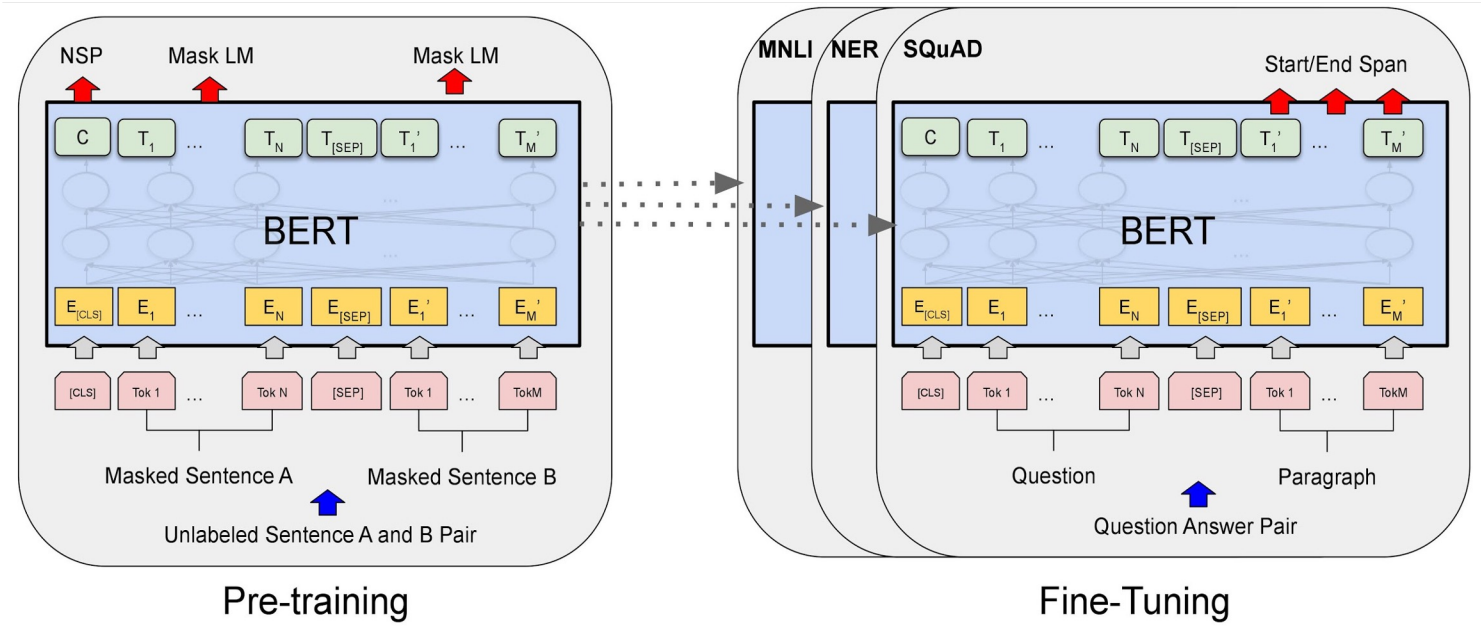 NSP Mask LM Mask LM
C T1 ... TN T[SEP] T1' ... TM'
...
BERT
...
E[CLS] E1 ... EN E[SEP] E1' ... EM'
[CLS] Tok 1 ... Tok N [SEP] Tok 1 ... TokM
Masked Sentence A Masked Sentence B
Unlabeled Sentence A and B Pair
Pre-training
MNLI NER SQuAD
Start/End Span
C T1 ... TN T[SEP] T1' ... TM'
...
BERT
...
E[CLS] E1 ... EN E[SEP] E1' ... EM'
[CLS] Tok 1 ... Tok N [SEP] Tok 1 ... TokM
Question Paragraph
Question Answer Pair
Fine-Tuning